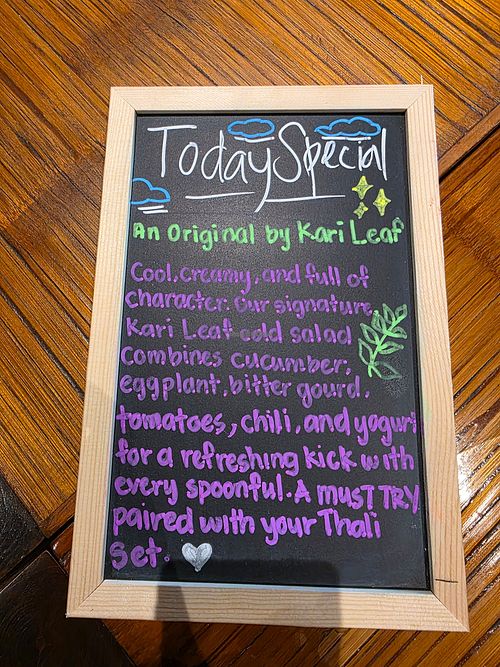 Today Special
An Original by Kari Leaf
Cool, creamy, and full of
character. Our signature
Kari Leaf cold salad
combines cucumber,
eggplant, bitter gourd,
tomatoes, chili, and yogurt
for a refreshing kick with
every spoonful. A MUST TRY
paired with your Thali
Set.